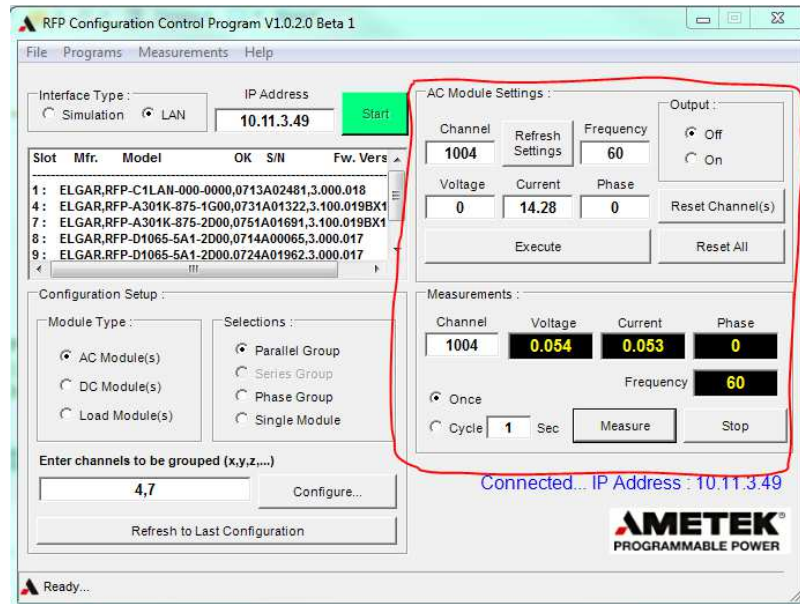 RFP Configuration Control Program V1.0.2.0 Beta 1
File Programs Measurements Help
Interface Type :
Simulation LAN
IP Address
10.11.3.49
Start
Slot Mfr. Model OK S/N Fw. Vers
1 : ELGAR,RFP-C1LAN-000-0000,0713A02481,3.000.018
4 : ELGAR,RFP-A301K-875-1G00,0731A01322,3.100.019BX1
7 : ELGAR,RFP-A301K-875-2D00,0751A01691,3.100.019BX1
8 : ELGAR,RFP-D1065-5A1-2D00,0714A00065,3.000.017
9 : ELGAR,RFP-D1065-5A1-2D00,0724A01962,3.000.017
Configuration Setup :
Module Type :
AC Module(s)
DC Module(s)
Load Module(s)
Selections :
Parallel Group
Series Group
Phase Group
Single Module
Enter channels to be grouped (x,y,z,...)
4,7
Configure...
Refresh to Last Configuration
AC Module Settings :
Channel
1004
Refresh
Settings
Frequency
60
Output :
Off
On
Voltage Current Phase
0 14.28 0
Reset Channel(s)
Execute
Reset All
Measurements :
Channel Voltage Current Phase
1004 0.054 0.053 0
Frequency 60
Once
Cycle 1 Sec
Measure
Stop
Connected... IP Address : 10.11.3.49
AMETEK®
PROGRAMMABLE POWER
Ready...